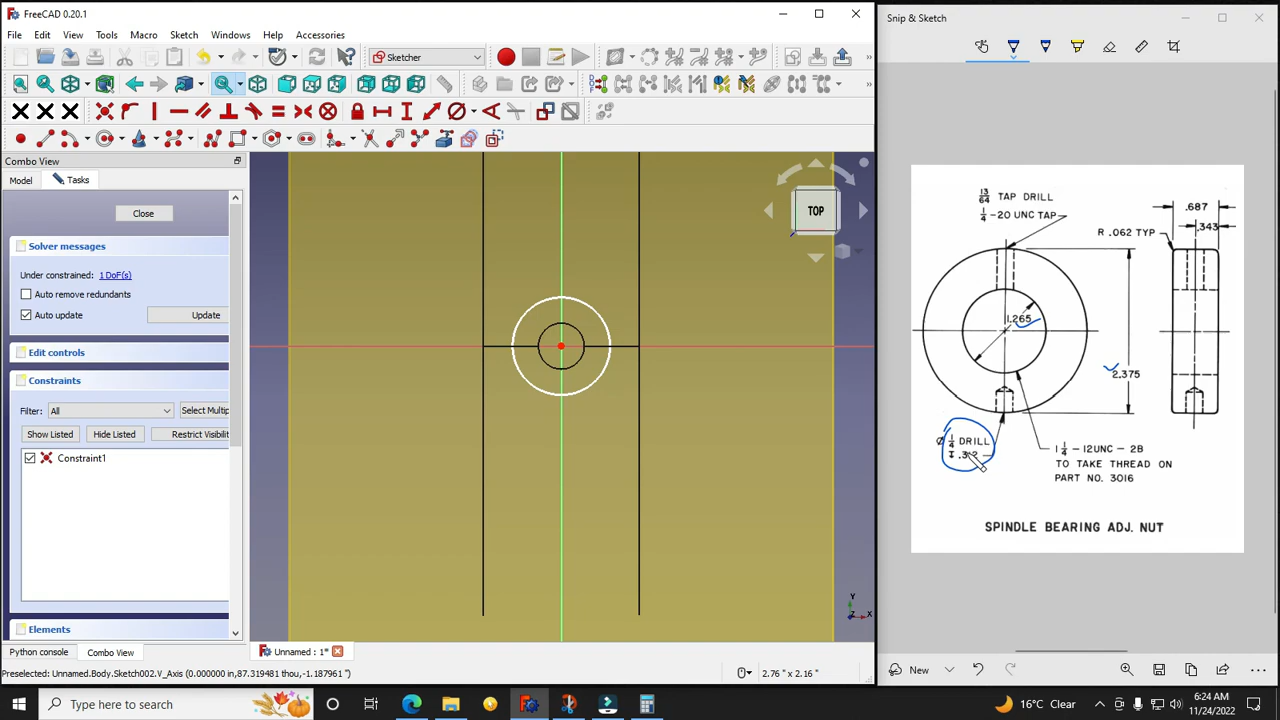 FreeCAD 0.20.1
File Edit View Tools Macro Sketch Windows Help Accessories
Sketcher
Combo View
Model Tasks
Close
Solver messages
Under constrained: 1 DoF(s)
Auto remove redundants
Auto update Update
Edit controls
Constraints
Filter: All Select Multip
Show Listed Hide Listed Restrict Visibili
Constraint1
Elements
Python console Combo View
TOP
Y
Z X
Unnamed : 1*
Preselected: Unnamed.Body.Sketch002.V_Axis (0.000000 in,87.319481 thou,-1.187961 ")
2.76 " x 2.16 "
Snip & Sketch
13/64 TAP DRILL
1/4 -20 UNC TAP
.687
.343
R .062 TYP
1.265
2.375
Ø 1/4 DRILL
1 1/4 – 12UNC – 2B
TO TAKE THREAD ON
PART NO. 3016
SPINDLE BEARING ADJ. NUT
New
Type here to search
16°C Clear
6:24 AM
11/24/2022